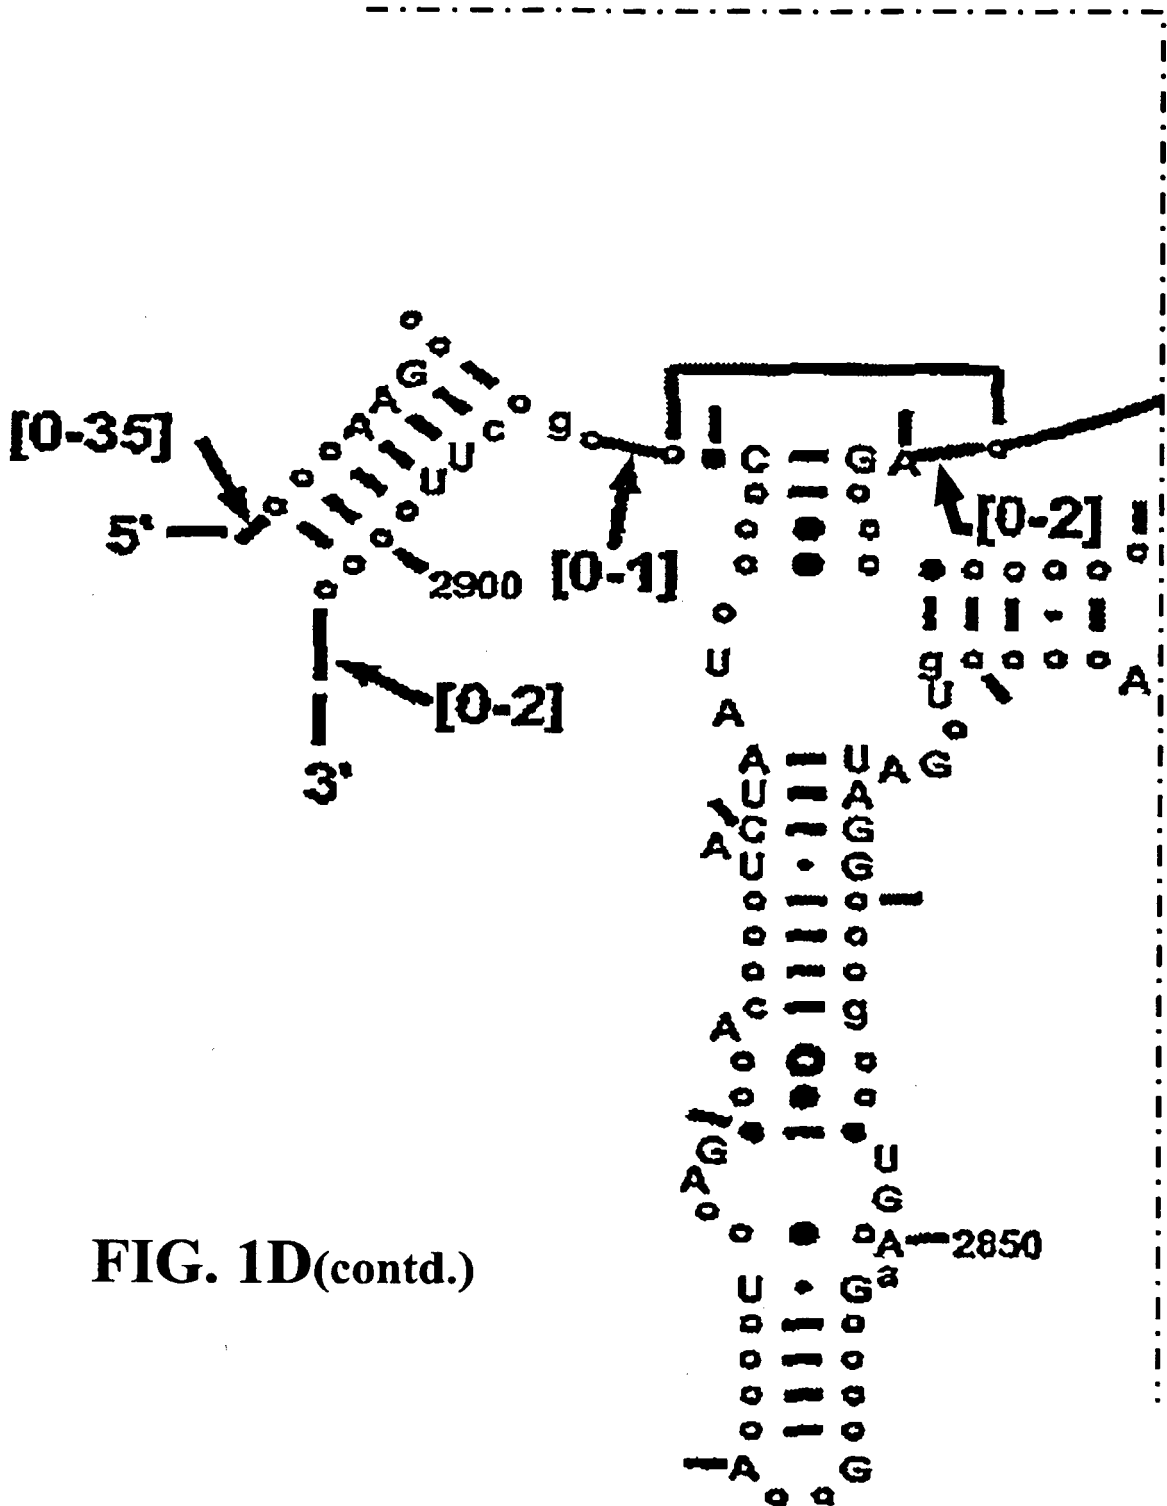 G
A
[0-35]
A
c
g
U
C G A
U
5'
[0-2]
[0-1]
2900
U
g
A
U
[0-2]
A
A U A G
3'
U A
C G
A
U G
c g
A
G
U
A
G
A 2850
FIG. 1D(contd.)
a
U G
A G